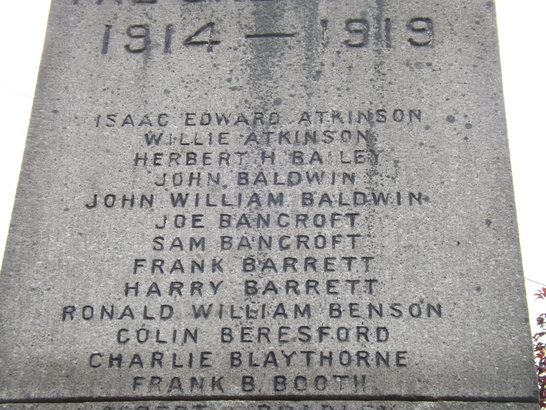 1914 — 1919
ISAAC EDWARD ATKINSON
WILLIE ATKINSON
HERBERT H BAILEY
JOHN BALDWIN
JOHN WILLIAM BALDWIN
JOE BANCROFT
SAM BANCROFT
FRANK BARRETT
HARRY BARRETT
RONALD WILLIAM BENSON
COLIN BERESFORD
CHARLIE BLAYTHORNE
FRANK B. BOOTH